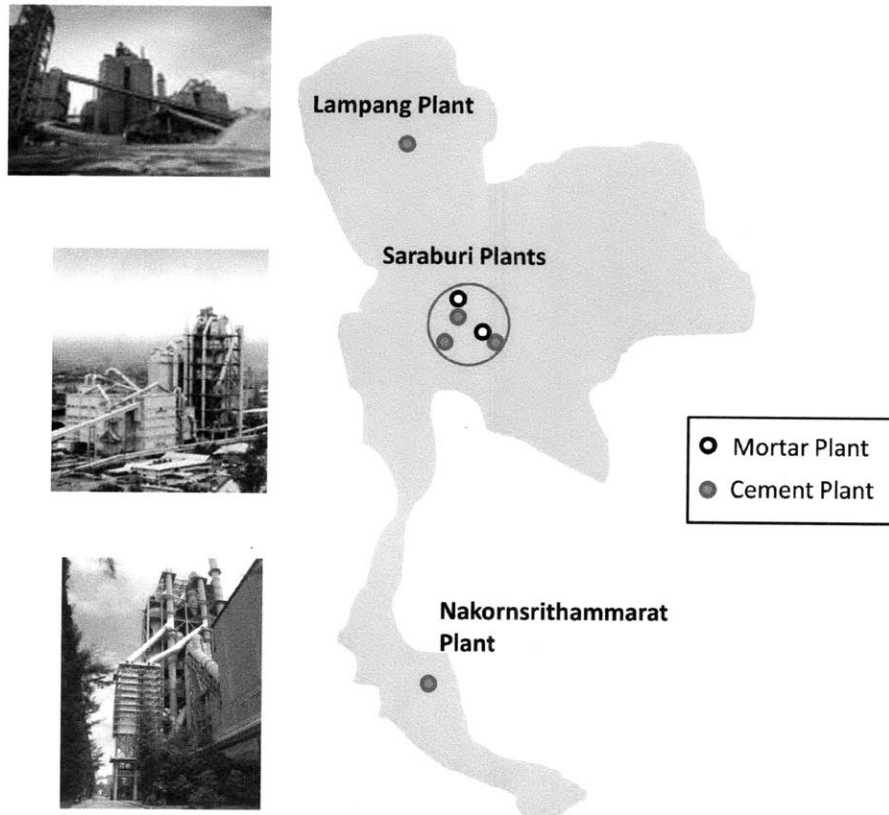 Lampang Plant
Saraburi Plants
Mortar Plant
Cement Plant
Nakornsrithammarat
Plant